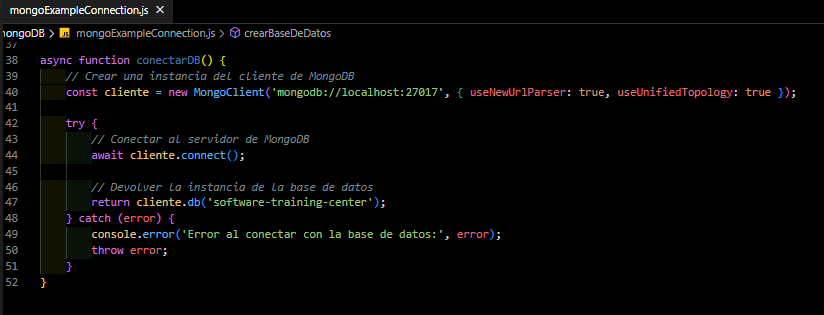 mongoExampleConnection.js ×
mongoDB > JS mongoExampleConnection.js > crearBaseDeDatos
37
38 async function conectarDB() {
39 // Crear una instancia del cliente de MongoDB
40 const cliente = new MongoClient('mongodb://localhost:27017', { useNewUrlParser: true, useUnifiedTopology: true });
41
42 try {
43 // Conectar al servidor de MongoDB
44 await cliente.connect();
45
46 // Devolver la instancia de la base de datos
47 return cliente.db('software-training-center');
48 } catch (error) {
49 console.error('Error al conectar con la base de datos:', error);
50 throw error;
51 }
52 }